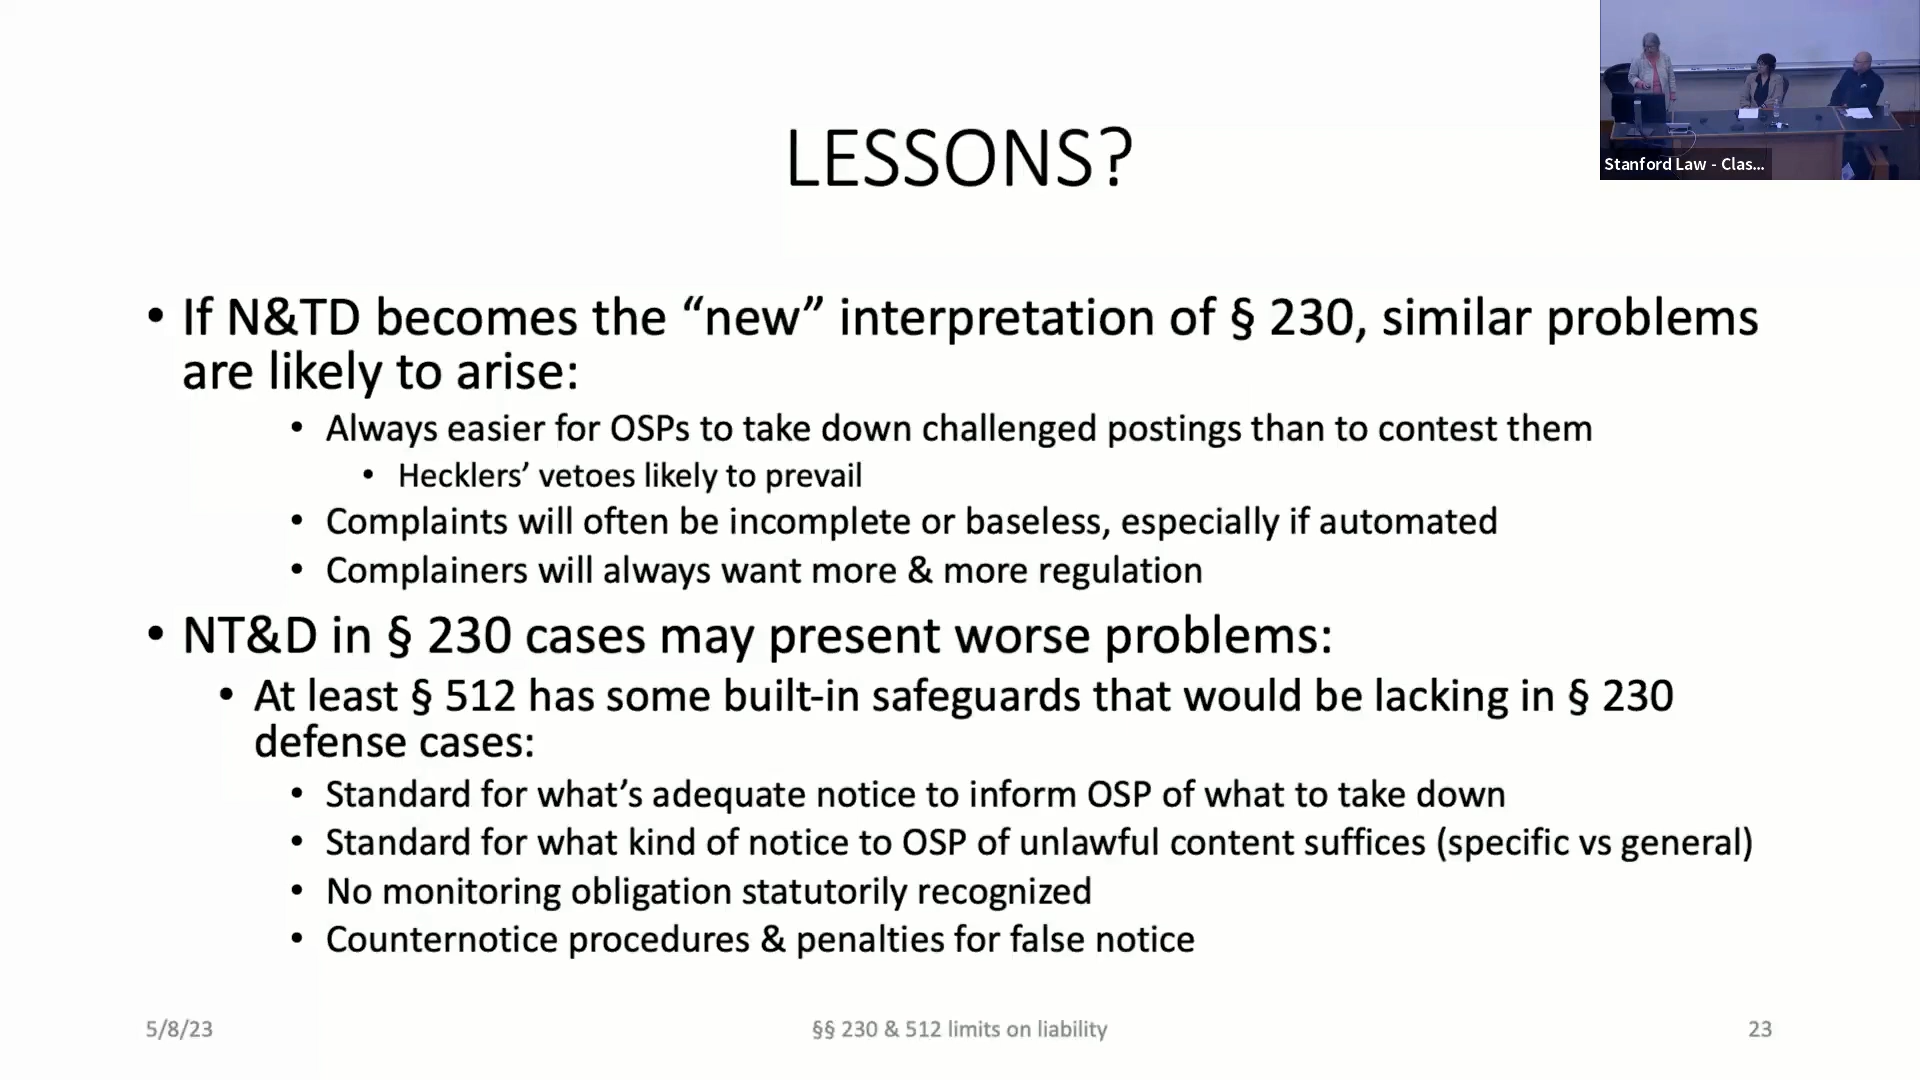 Stanford Law - Clas...
LESSONS?
• If N&TD becomes the “new” interpretation of § 230, similar problems
are likely to arise:
• Always easier for OSPs to take down challenged postings than to contest them
• Hecklers’ vetoes likely to prevail
• Complaints will often be incomplete or baseless, especially if automated
• Complainers will always want more & more regulation
• NT&D in § 230 cases may present worse problems:
• At least § 512 has some built-in safeguards that would be lacking in § 230
defense cases:
• Standard for what’s adequate notice to inform OSP of what to take down
• Standard for what kind of notice to OSP of unlawful content suffices (specific vs general)
• No monitoring obligation statutorily recognized
• Counternotice procedures & penalties for false notice
5/8/23
§§ 230 & 512 limits on liability
23